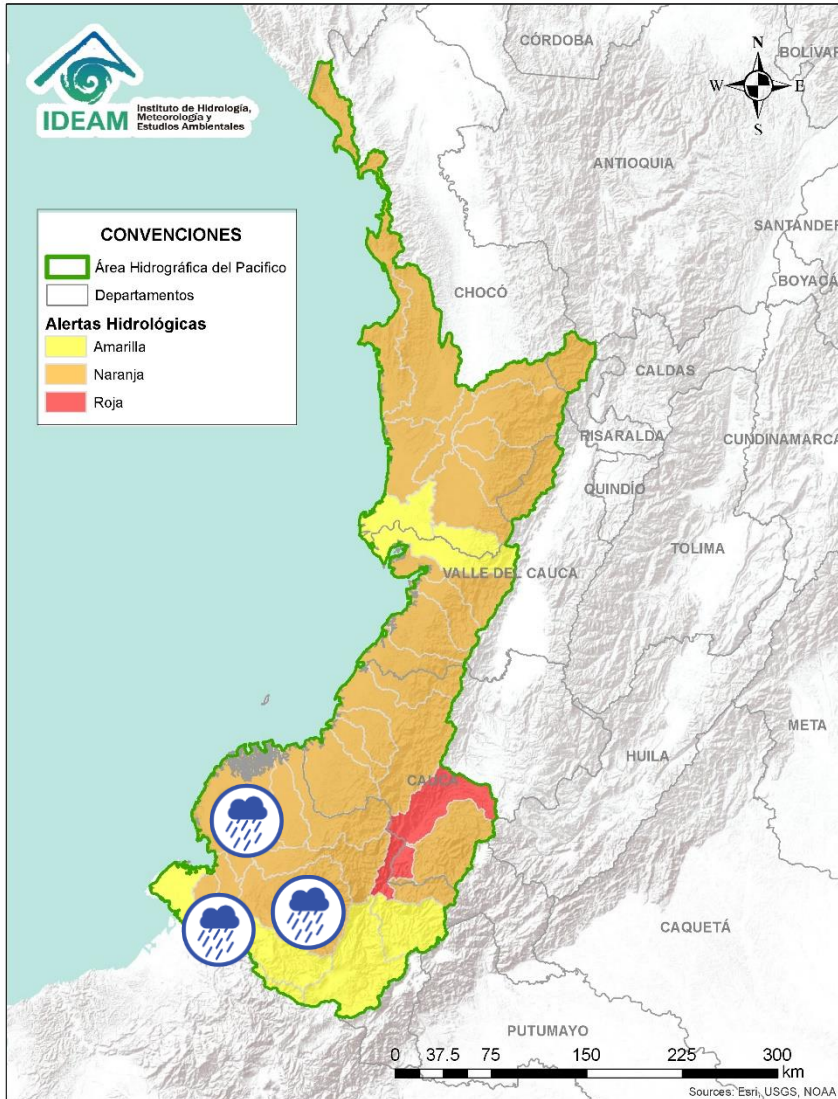 IDEAM
Instituto de Hidrología,
Meteorología y
Estudios Ambientales
CÓRDOBA
BOLÍVAR
N
W
E
S
ANTIOQUIA
SANTANDER
BOYACÁ
CONVENCIONES
Área Hidrográfica del Pacifico
Departamentos
Alertas Hidrológicas
Amarilla
Naranja
Roja
CHOCÓ
CALDAS
RISARALDA
CUNDINAMARCA
QUINDÍO
TOLIMA
VALLE DEL CAUCA
META
HUILA
CAUCA
CAQUETÁ
PUTUMAYO
0 37.5 75 150 225 300
km
Sources: Esri, USGS, NOAA